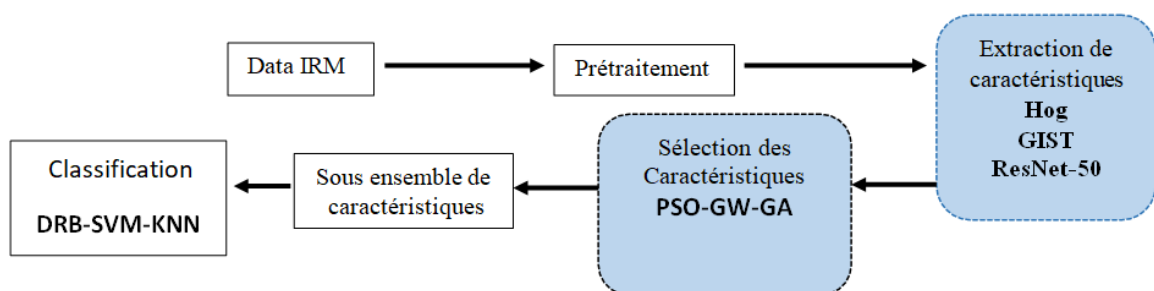 Data IRM
Prétraitement
Extraction de
caractéristiques
Hog
GIST
ResNet-50
Sélection des
Caractéristiques
PSO-GW-GA
Sous ensemble de
caractéristiques
Classification
DRB-SVM-KNN